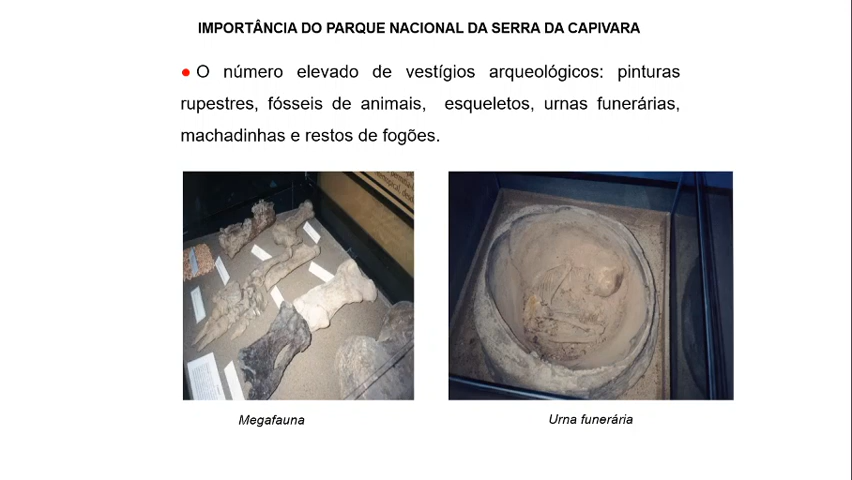 IMPORTÂNCIA DO PARQUE NACIONAL DA SERRA DA CAPIVARA
● O número elevado de vestígios arqueológicos: pinturas
rupestres, fósseis de animais, esqueletos, urnas funerárias,
machadinhas e restos de fogões.
Megafauna
Urna funerária